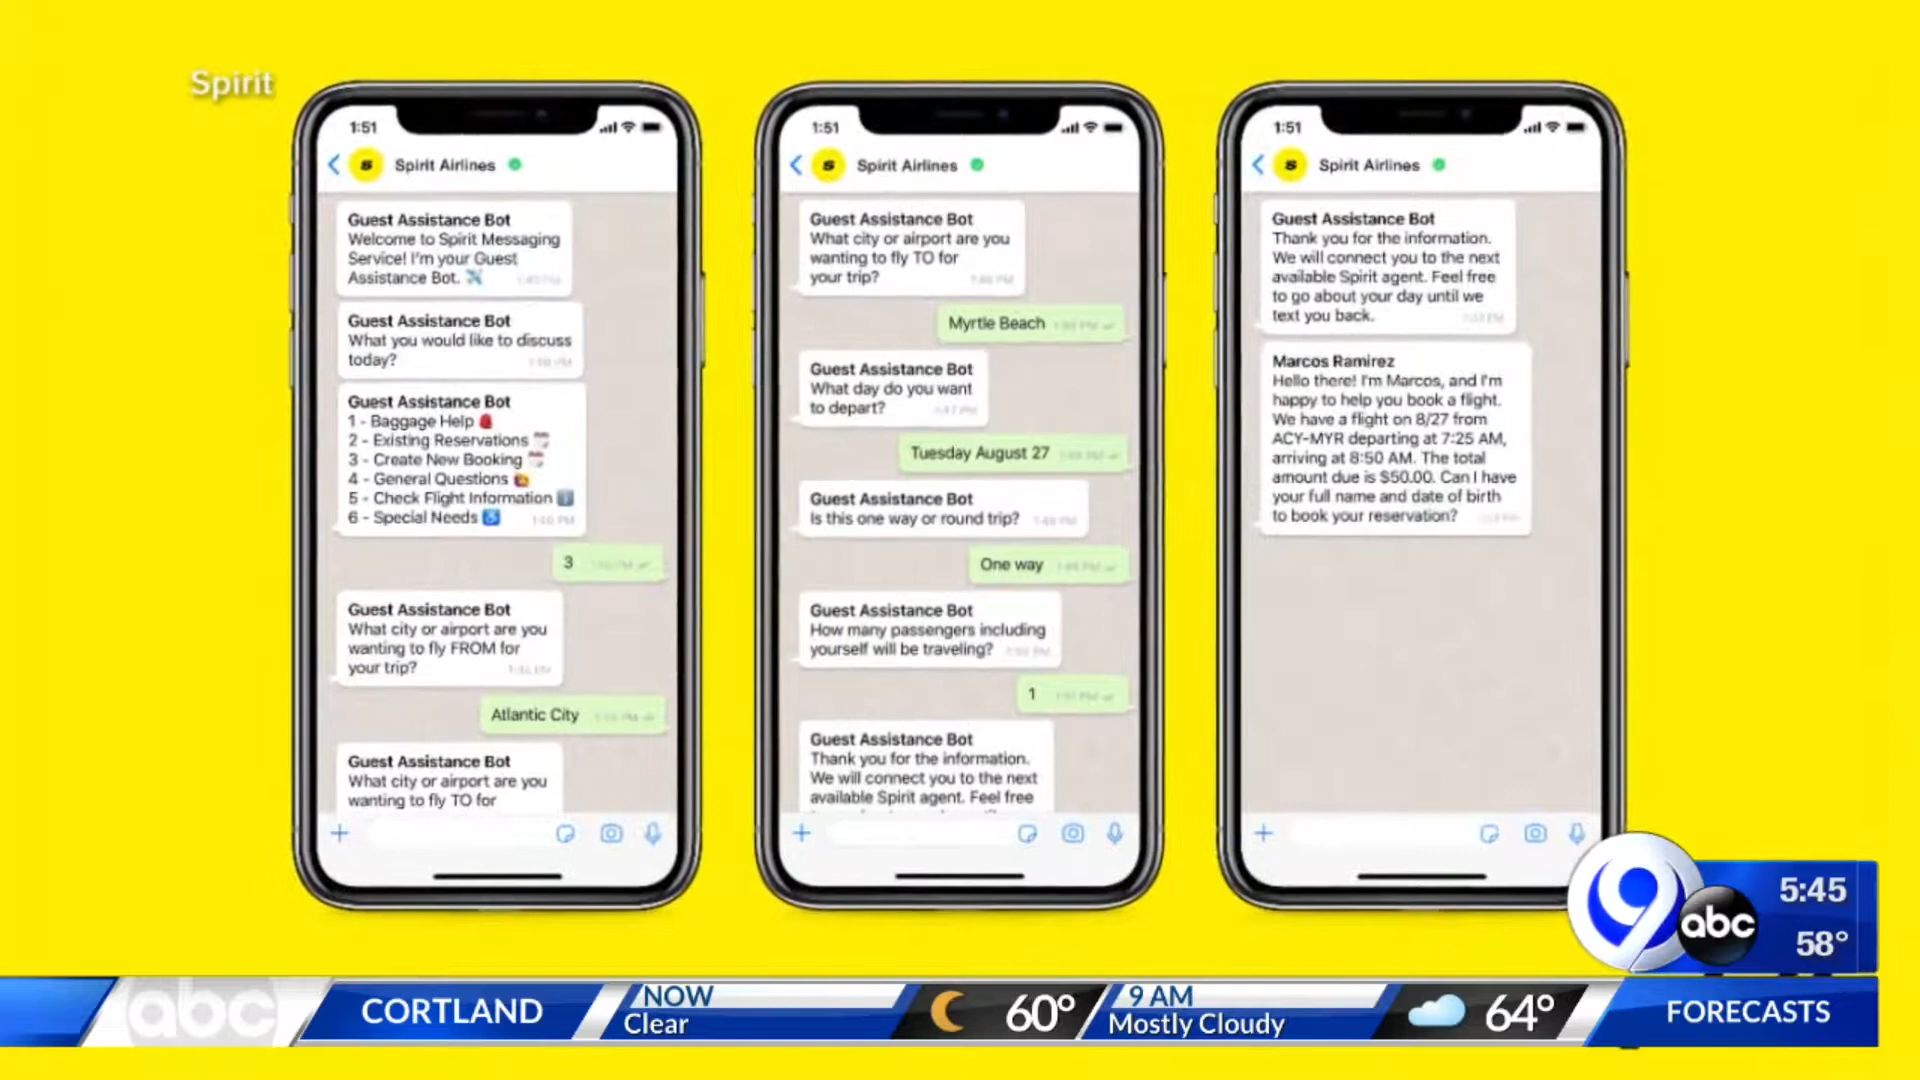 Spirit
1:51
Spirit Airlines
Guest Assistance Bot
Welcome to Spirit Messaging
Service! I'm your Guest
Assistance Bot.
Guest Assistance Bot
What you would like to discuss
today?
Guest Assistance Bot
1 - Baggage Help
2 - Existing Reservations
3 - Create New Booking
4 - General Questions
5 - Check Flight Information
6 - Special Needs
3
Guest Assistance Bot
What city or airport are you
wanting to fly FROM for
your trip?
Atlantic City
Guest Assistance Bot
What city or airport are you
wanting to fly TO for
1:51
Spirit Airlines
Guest Assistance Bot
What city or airport are you
wanting to fly TO for
your trip?
Myrtle Beach
Guest Assistance Bot
What day do you want
to depart?
Tuesday August 27
Guest Assistance Bot
Is this one way or round trip?
One way
Guest Assistance Bot
How many passengers including
yourself will be traveling?
1
Guest Assistance Bot
Thank you for the information.
We will connect you to the next
available Spirit agent. Feel free
1:51
Spirit Airlines
Guest Assistance Bot
Thank you for the information.
We will connect you to the next
available Spirit agent. Feel free
to go about your day until we
text you back.
Marcos Ramirez
Hello there! I'm Marcos, and I'm
happy to help you book a flight.
We have a flight on 8/27 from
ACY-MYR departing at 7:25 AM,
arriving at 8:50 AM. The total
amount due is $50.00. Can I have
your full name and date of birth
to book your reservation?
9
abc
5:45
58°
abc
CORTLAND
NOW
Clear
60°
9 AM
Mostly Cloudy
64°
FORECASTS